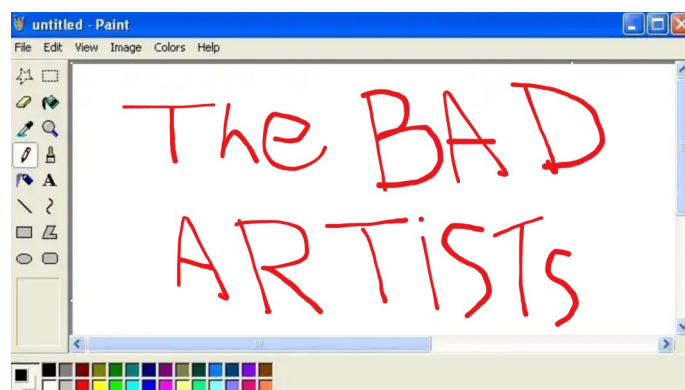 untitled - Paint
File Edit View Image Colors Help
The BAD
ARTiSTS